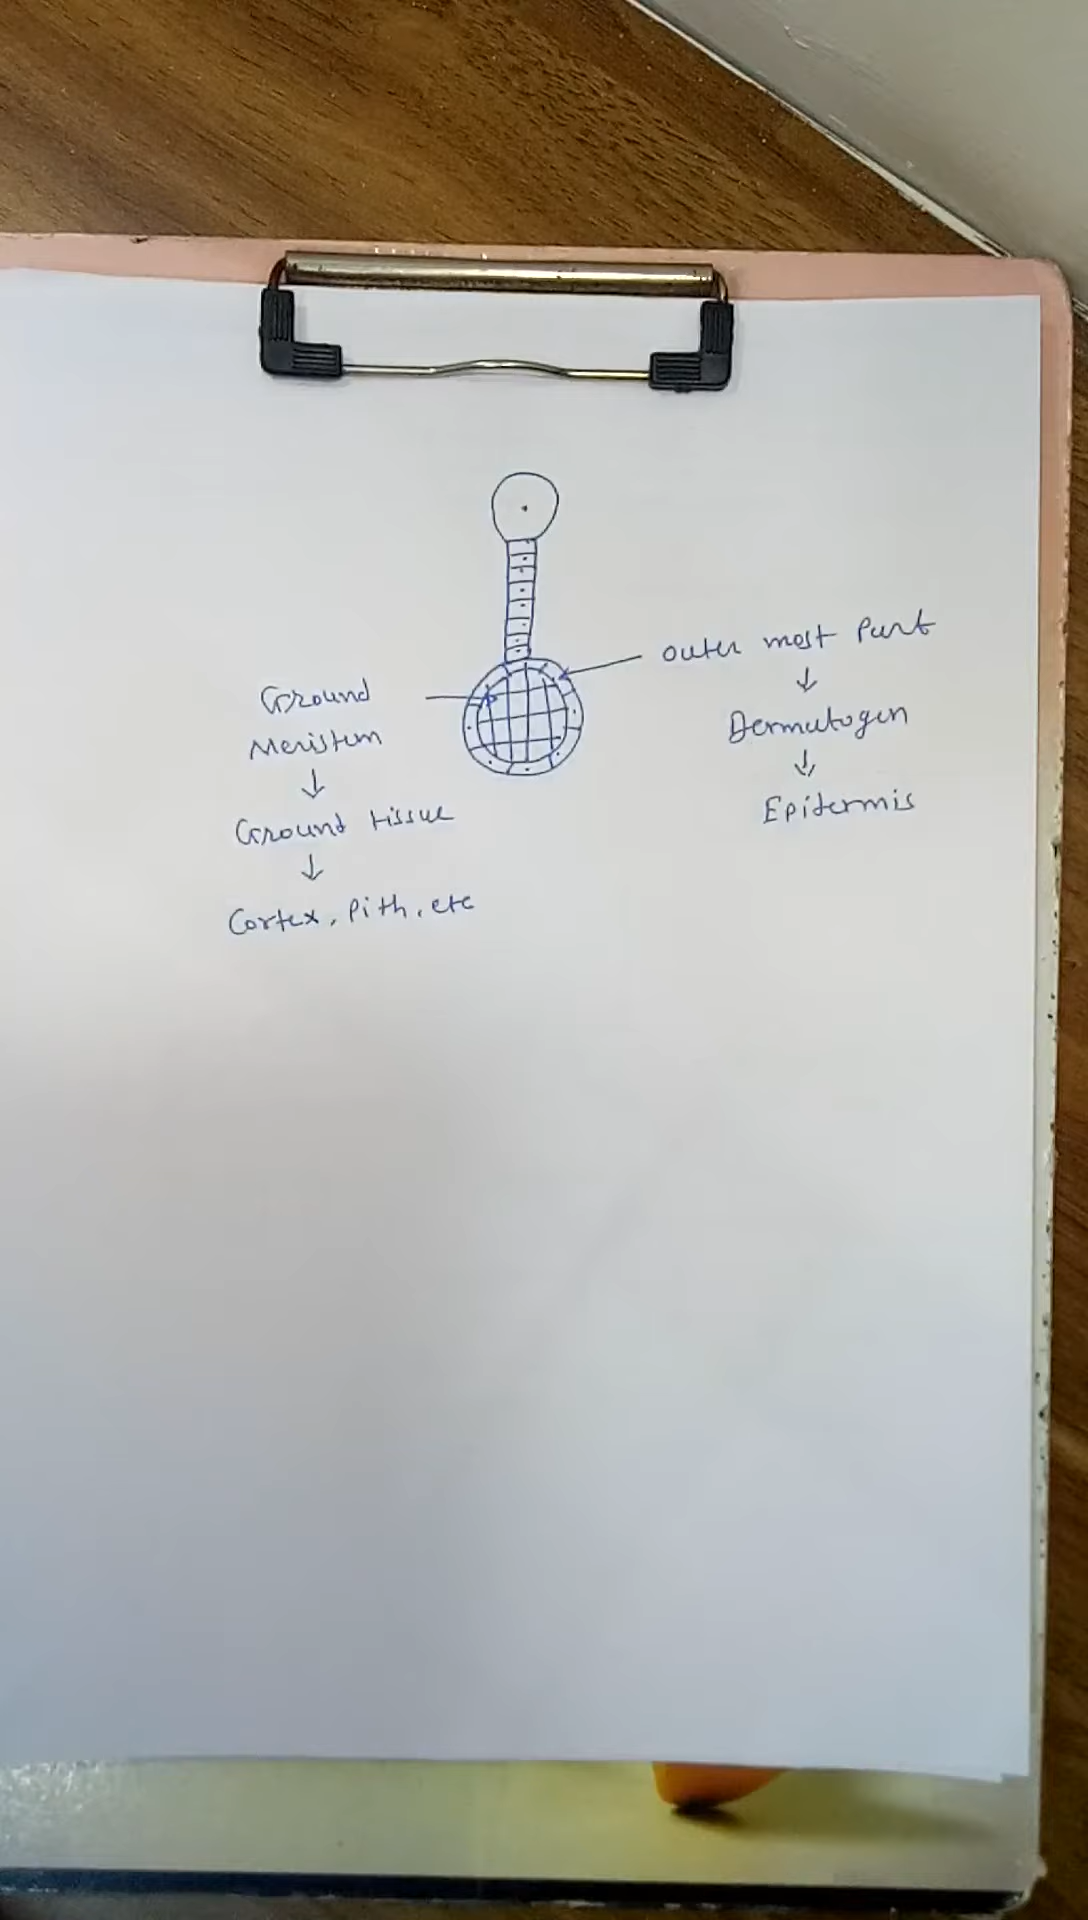 outer most Part
↓
Dermatogen
↓
Epidermis
Ground
Meristem
↓
Ground tissue
↓
Cortex, Pith, etc